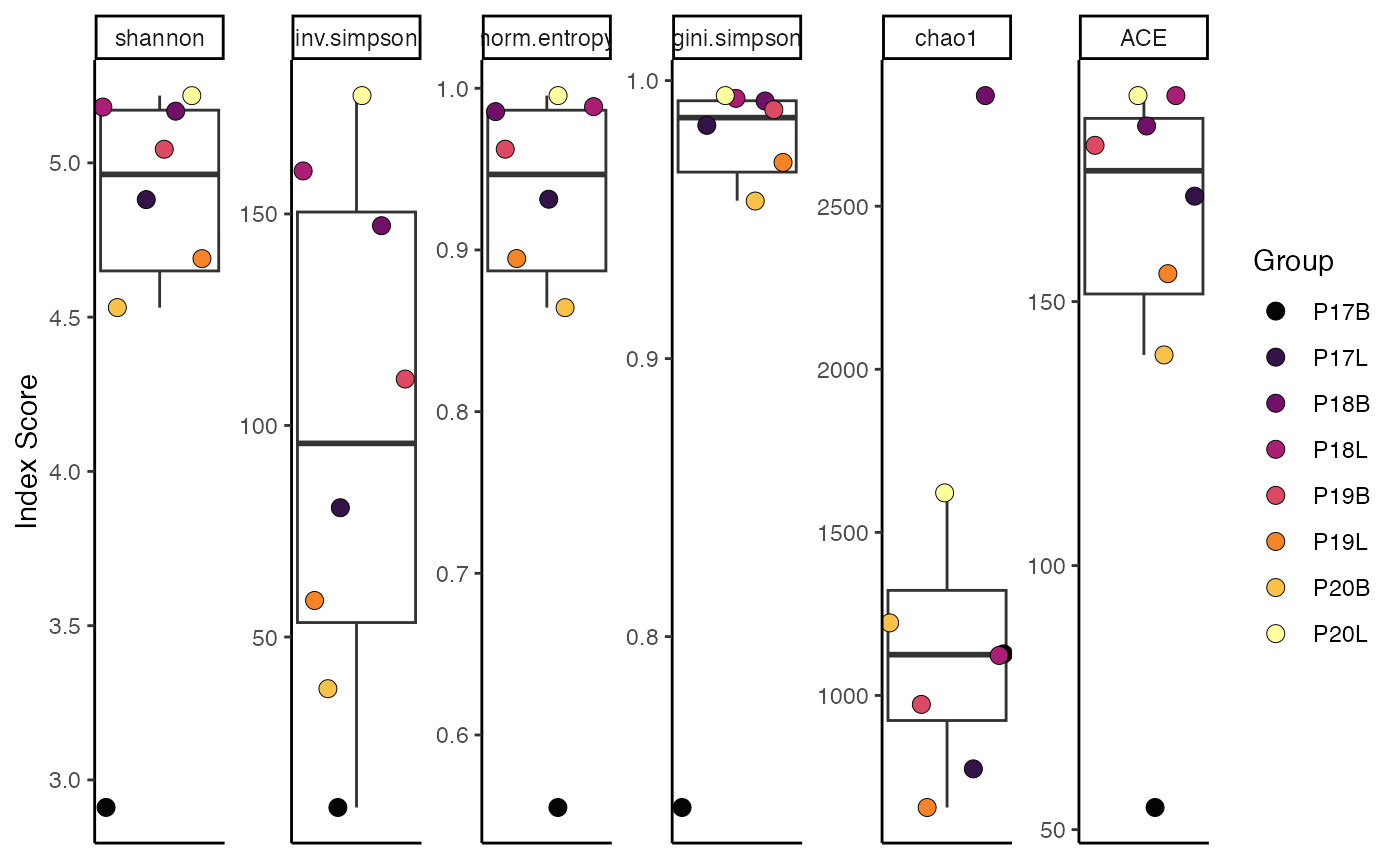 shannon
inv.simpson
norm.entropy
gini.simpson
chao1
ACE
Index Score
5.0
4.5
4.0
3.5
3.0
150
100
50
1.0
0.9
0.8
0.7
0.6
1.0
0.9
0.8
2500
2000
1500
1000
150
100
50
Group
P17B
P17L
P18B
P18L
P19B
P19L
P20B
P20L